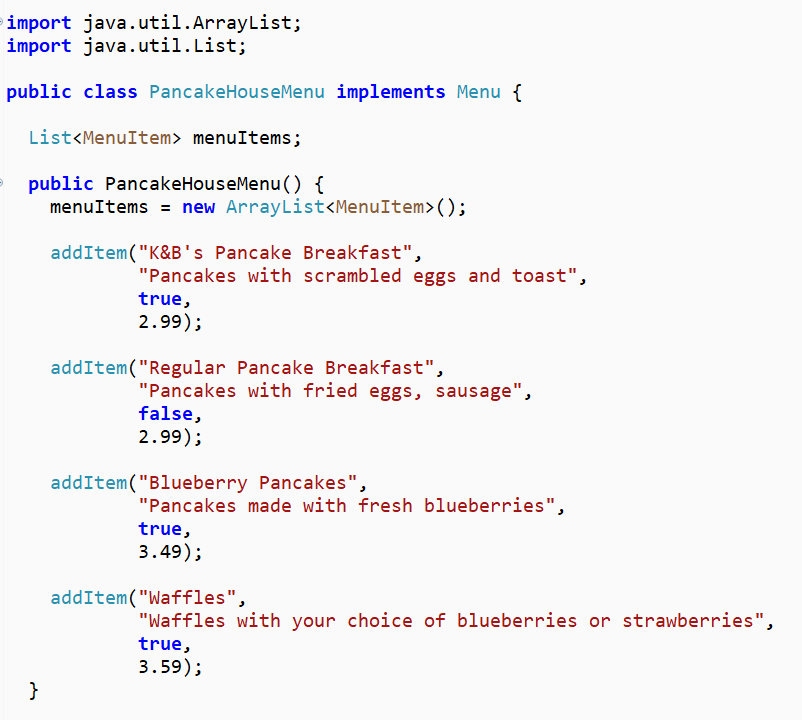 import java.util.ArrayList;
import java.util.List;

public class PancakeHouseMenu implements Menu {

  List<MenuItem> menuItems;

  public PancakeHouseMenu() {
    menuItems = new ArrayList<MenuItem>();

    addItem("K&B's Pancake Breakfast",
            "Pancakes with scrambled eggs and toast",
            true,
            2.99);

    addItem("Regular Pancake Breakfast",
            "Pancakes with fried eggs, sausage",
            false,
            2.99);

    addItem("Blueberry Pancakes",
            "Pancakes made with fresh blueberries",
            true,
            3.49);

    addItem("Waffles",
            "Waffles with your choice of blueberries or strawberries",
            true,
            3.59);
  }